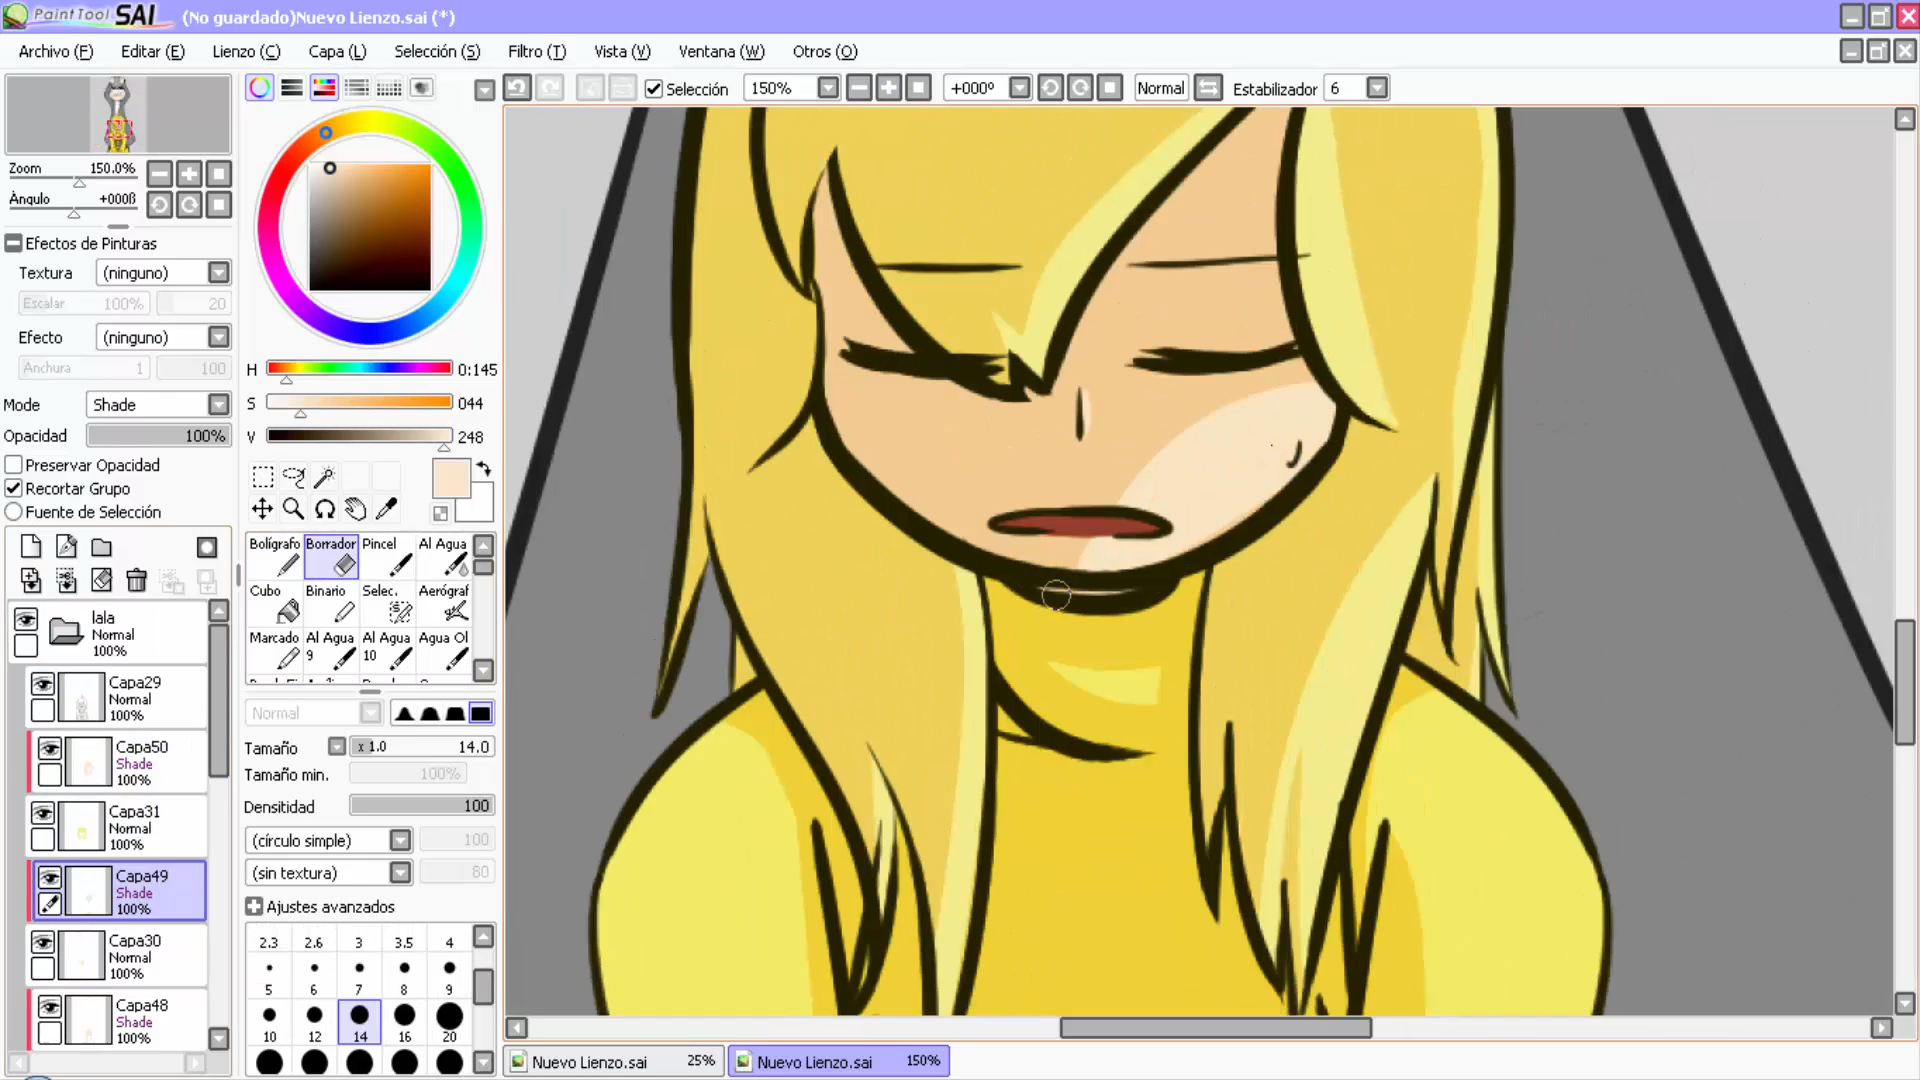 PaintTool SAI (No guardado)Nuevo Lienzo.sai (*)
Archivo (F) Editar (E) Lienzo (C) Capa (L) Selección (S) Filtro (T) Vista (V) Ventana (W) Otros (O)
Selección 150% +000º Normal Estabilizador 6
Zoom 150.0%
Àngulo +000ß
Efectos de Pinturas
Textura (ninguno)
Escalar 100% 20
Efecto (ninguno)
Anchura 1 100
Mode Shade
Opacidad 100%
Preservar Opacidad
Recortar Grupo
Fuente de Selección
lala
Normal
100%
Capa29
Normal
100%
Capa50
Shade
100%
Capa31
Normal
100%
Capa49
Shade
100%
Capa30
Normal
100%
Capa48
Shade
100%
H 0:145
S 044
V 248
Bolígrafo Borrador Pincel Al Agua
Cubo Binario Selec. Aerógraf
Marcado Al Agua 9 Al Agua 10 Agua Ol
Normal
Tamaño x 1.0 14.0
Tamaño min. 100%
Densitidad 100
(círculo simple) 100
(sin textura) 80
Ajustes avanzados
2.3 2.6 3 3.5 4
5 6 7 8 9
10 12 14 16 20
Nuevo Lienzo.sai 25% Nuevo Lienzo.sai 150%